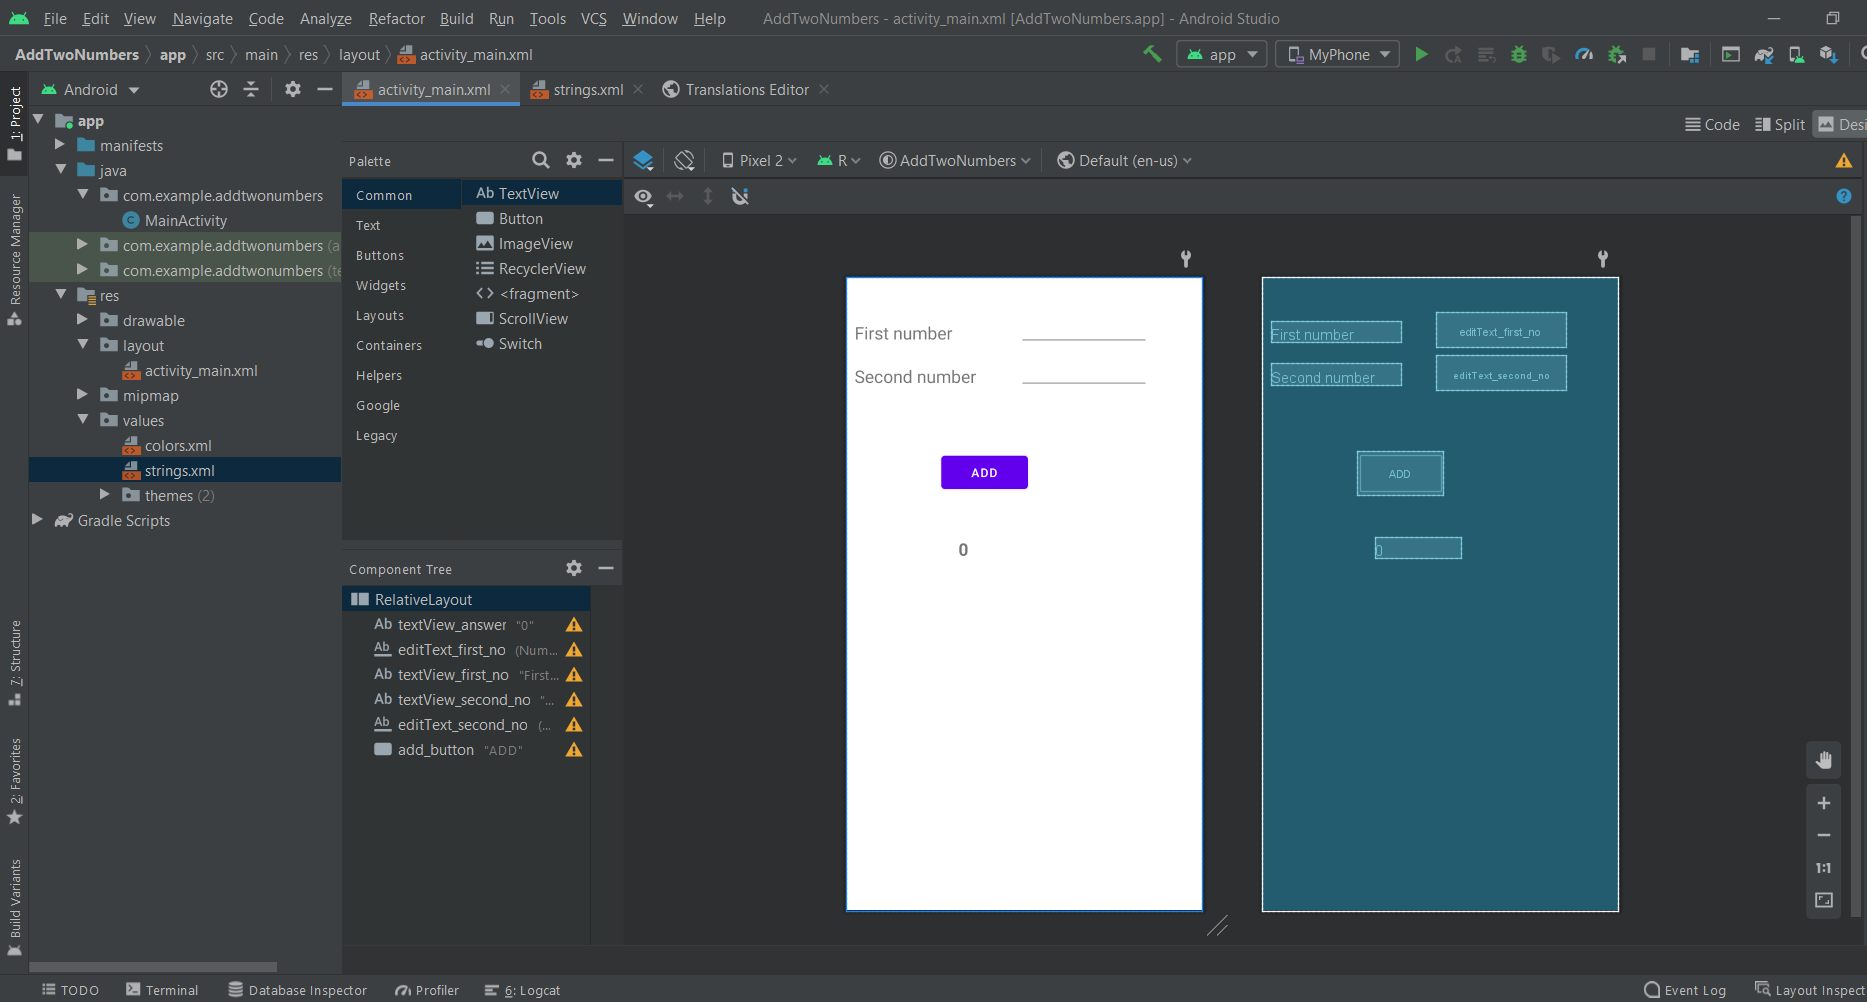 File Edit View Navigate Code Analyze Refactor Build Run Tools VCS Window Help AddTwoNumbers - activity_main.xml [AddTwoNumbers.app] - Android Studio
AddTwoNumbers app src main res layout activity_main.xml app MyPhone
Android activity_main.xml strings.xml Translations Editor
Code Split Desi
1: Project
Resource Manager
7: Structure
2: Favorites
Build Variants
app
manifests
java
com.example.addtwonumbers
MainActivity
com.example.addtwonumbers (a
com.example.addtwonumbers (te
res
drawable
layout
activity_main.xml
mipmap
values
colors.xml
strings.xml
themes (2)
Gradle Scripts
Palette
Common
Text
Buttons
Widgets
Layouts
Containers
Helpers
Google
Legacy
Ab TextView
Button
ImageView
RecyclerView
<> <fragment>
ScrollView
Switch
Component Tree
RelativeLayout
Ab textView_answer "0"
Ab editText_first_no (Num...
Ab textView_first_no "First...
Ab textView_second_no "...
Ab editText_second_no (...
add_button "ADD"
Pixel 2 R AddTwoNumbers Default (en-us)
First number
Second number
ADD
0
First number editText_first_no
Second number editText_second_no
ADD
0
1:1
TODO Terminal Database Inspector Profiler 6: Logcat Event Log Layout Inspect